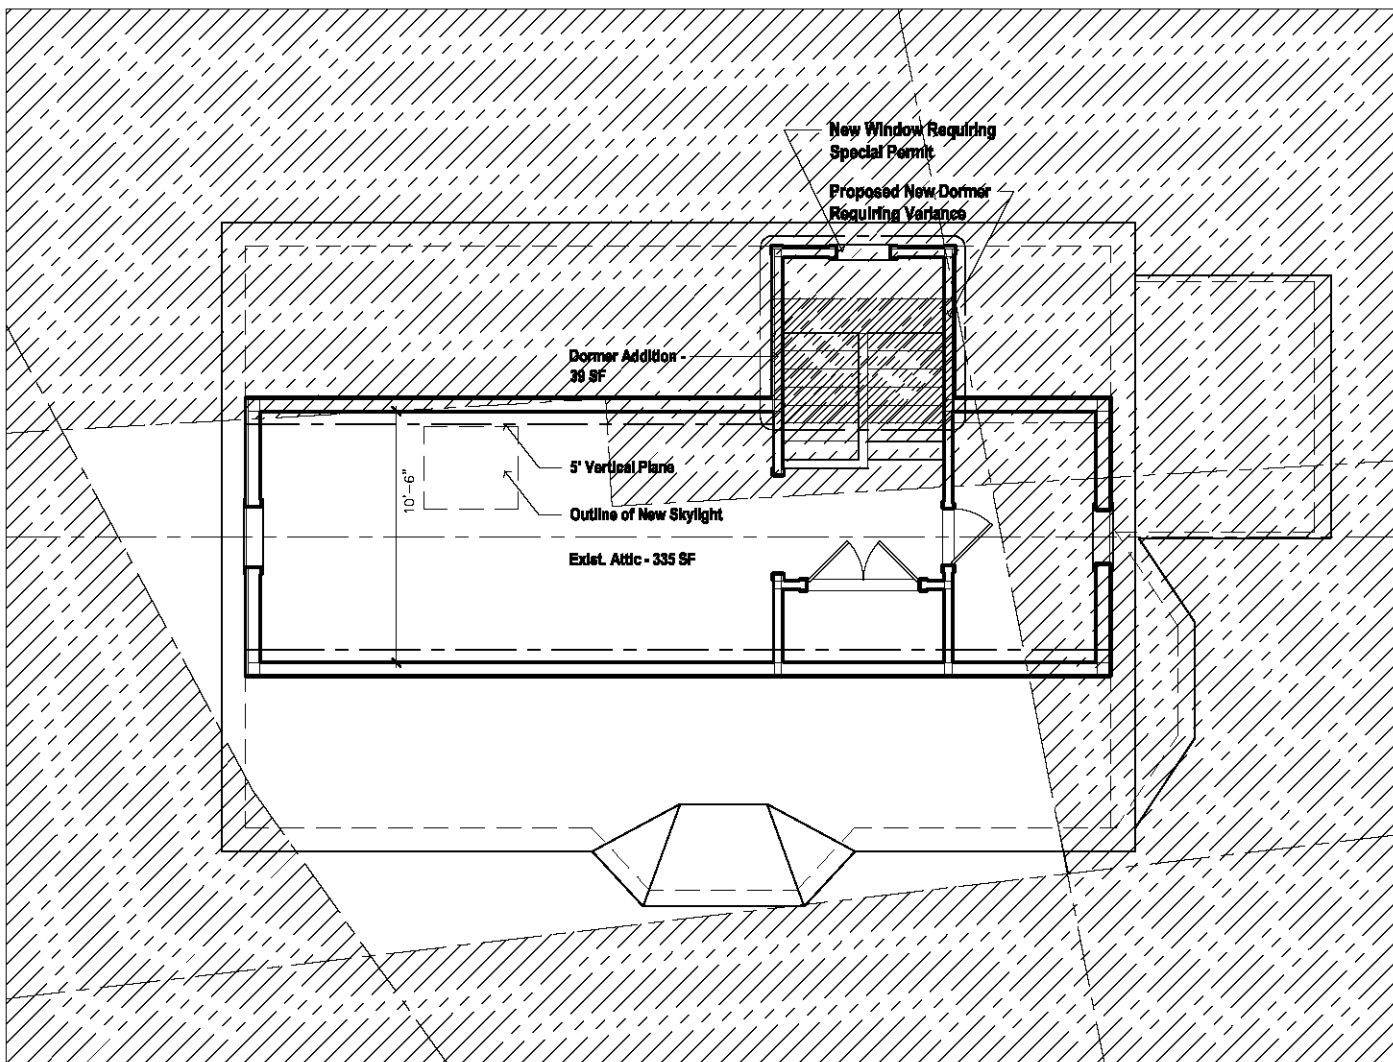 New Window Requiring
Special Permit
Proposed New Dormer
Requiring Variance
Dormer Addition -
39 SF
5' Vertical Plane
10'-6"
Outline of New Skylight
Exist. Attic - 335 SF